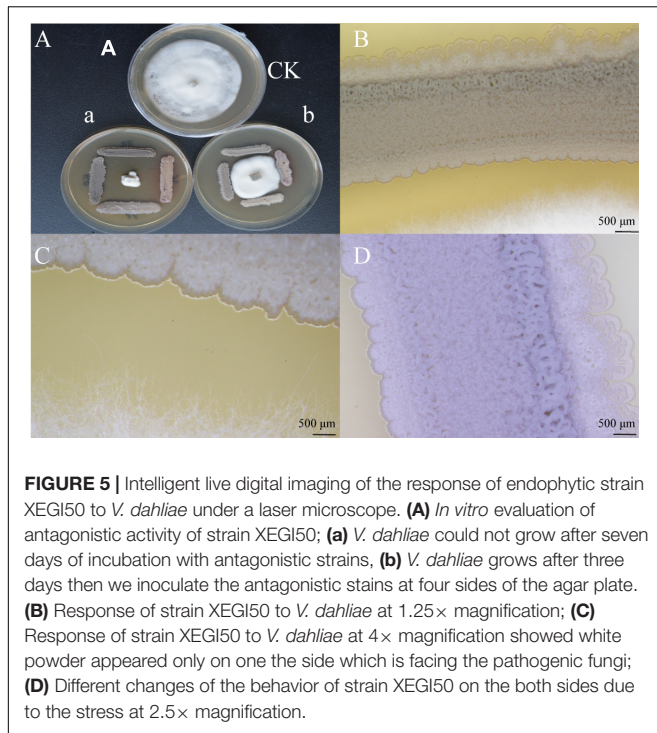 A
A
CK
a
b
B
500 µm
C
500 µm
D
500 µm
FIGURE 5 | Intelligent live digital imaging of the response of endophytic strain
XEGI50 to V. dahliae under a laser microscope. (A) In vitro evaluation of
antagonistic activity of strain XEGI50; (a) V. dahliae could not grow after seven
days of incubation with antagonistic strains, (b) V. dahliae grows after three
days then we inoculate the antagonistic stains at four sides of the agar plate.
(B) Response of strain XEGI50 to V. dahliae at 1.25× magnification; (C)
Response of strain XEGI50 to V. dahliae at 4× magnification showed white
powder appeared only on one the side which is facing the pathogenic fungi;
(D) Different changes of the behavior of strain XEGI50 on the both sides due
to the stress at 2.5× magnification.